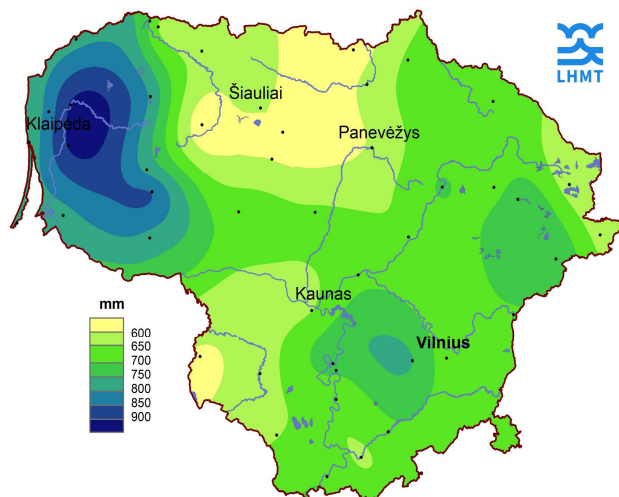 LHMT
Šiauliai
Klaipėda
Panevėžys
Kaunas
Vilnius
mm
600
650
700
750
800
850
900